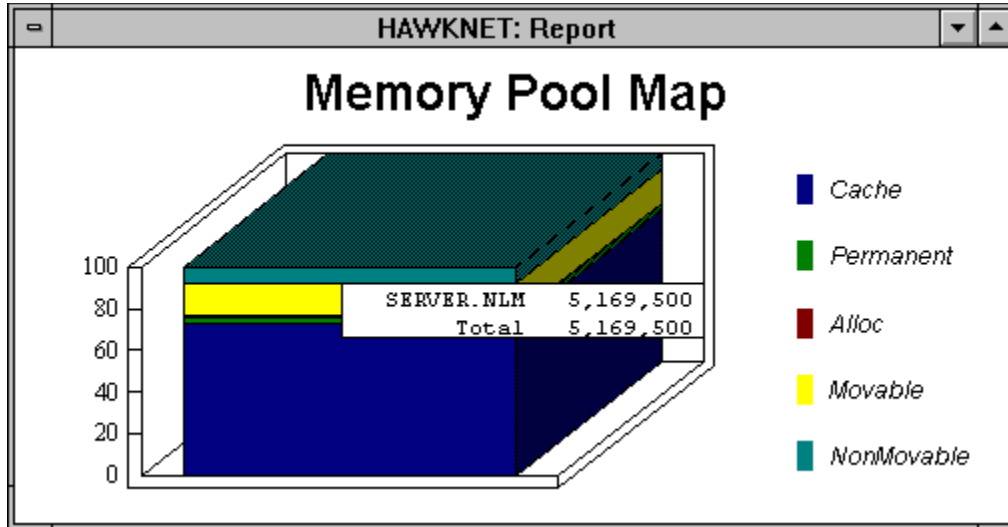 HAWKNET: Report
Memory Pool Map
100
80
60
40
20
0
SERVER.NLM 5,169,500
Total 5,169,500
Cache
Permanent
Alloc
Movable
NonMovable